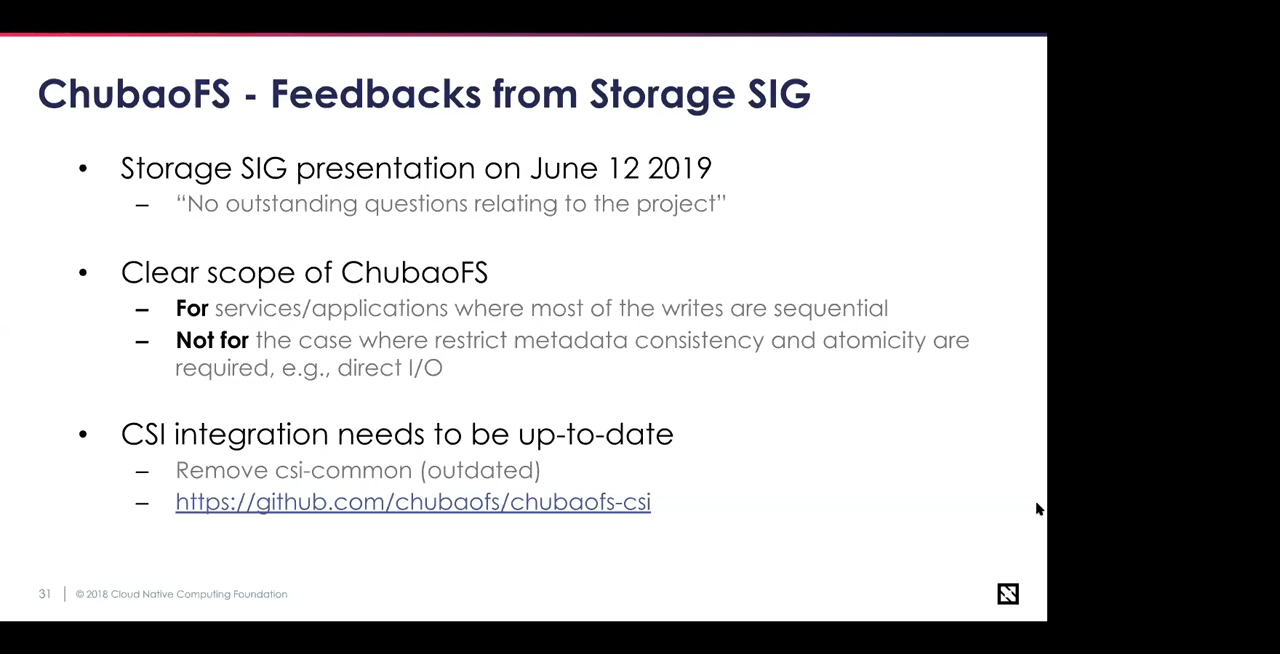 ChubaoFS - Feedbacks from Storage SIG
• Storage SIG presentation on June 12 2019
– “No outstanding questions relating to the project”
• Clear scope of ChubaoFS
– For services/applications where most of the writes are sequential
– Not for the case where restrict metadata consistency and atomicity are
required, e.g., direct I/O
• CSI integration needs to be up-to-date
– Remove csi-common (outdated)
– https://github.com/chubaofs/chubaofs-csi
31 | © 2018 Cloud Native Computing Foundation